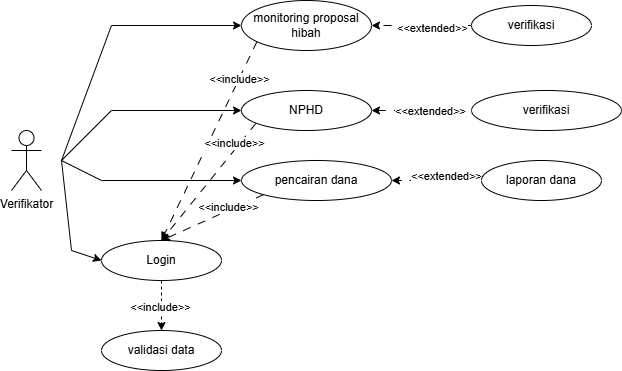 monitoring proposal
hibah
<<extended>>
verifikasi
<<include>>
NPHD
<<extended>>
verifikasi
<<include>>
pencairan dana
<<extended>>
laporan dana
<<include>>
Verifikator
Login
<<include>>
validasi data